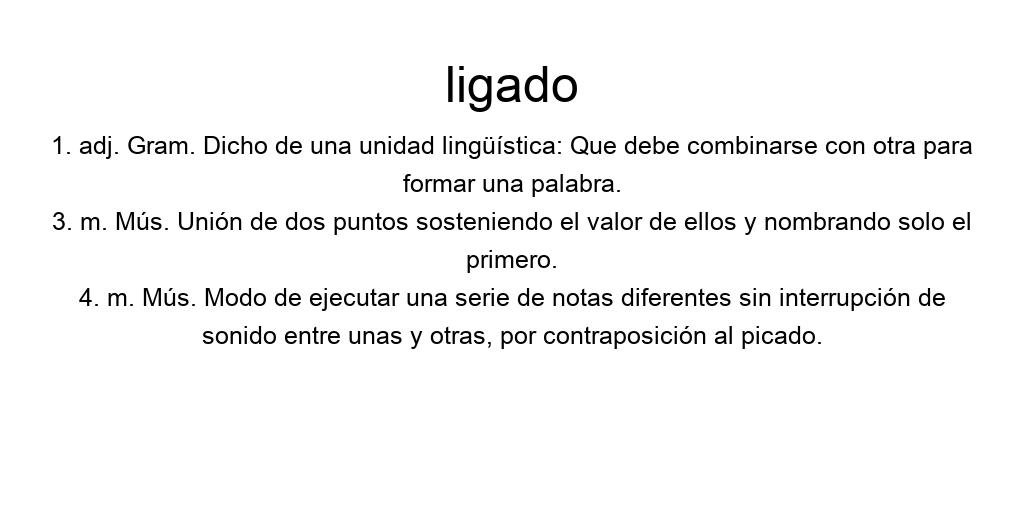 ligado
1. adj. Gram. Dicho de una unidad lingüística: Que debe combinarse con otra para
formar una palabra.
3. m. Mús. Unión de dos puntos sosteniendo el valor de ellos y nombrando solo el
primero.
4. m. Mús. Modo de ejecutar una serie de notas diferentes sin interrupción de
sonido entre unas y otras, por contraposición al picado.